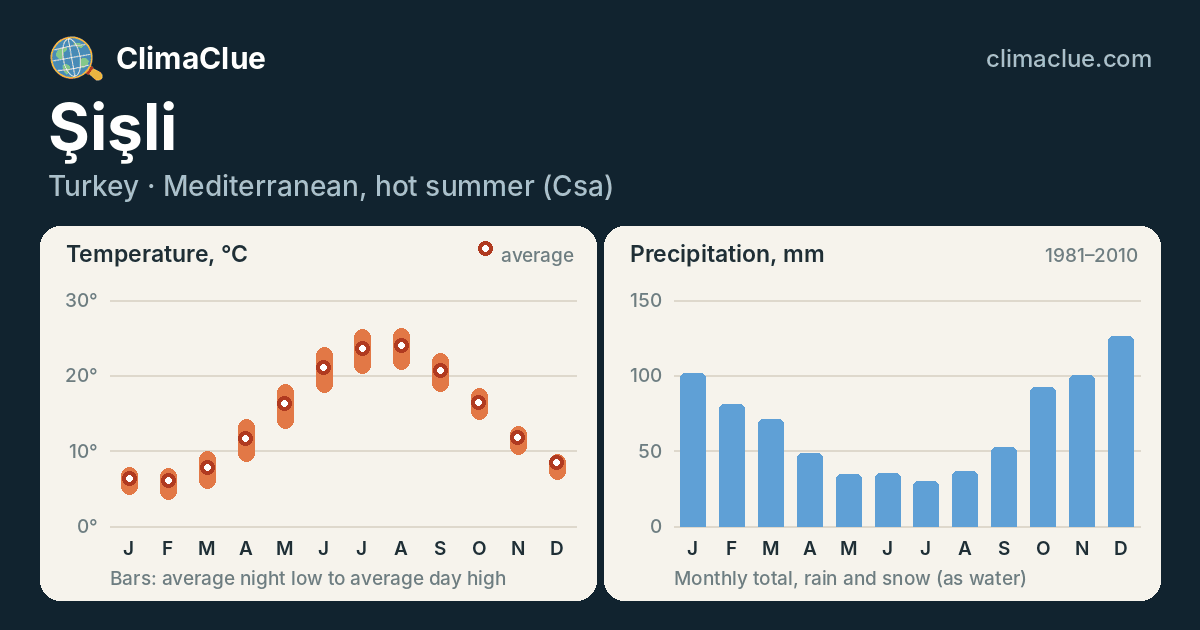 ClimaClue
climaclue.com
Şişli
Turkey · Mediterranean, hot summer (Csa)
Temperature, °C
average
30°
20°
10°
0°
J F M A M J J A S O N D
Bars: average night low to average day high
Precipitation, mm
1981–2010
150
100
50
0
J F M A M J J A S O N D
Monthly total, rain and snow (as water)